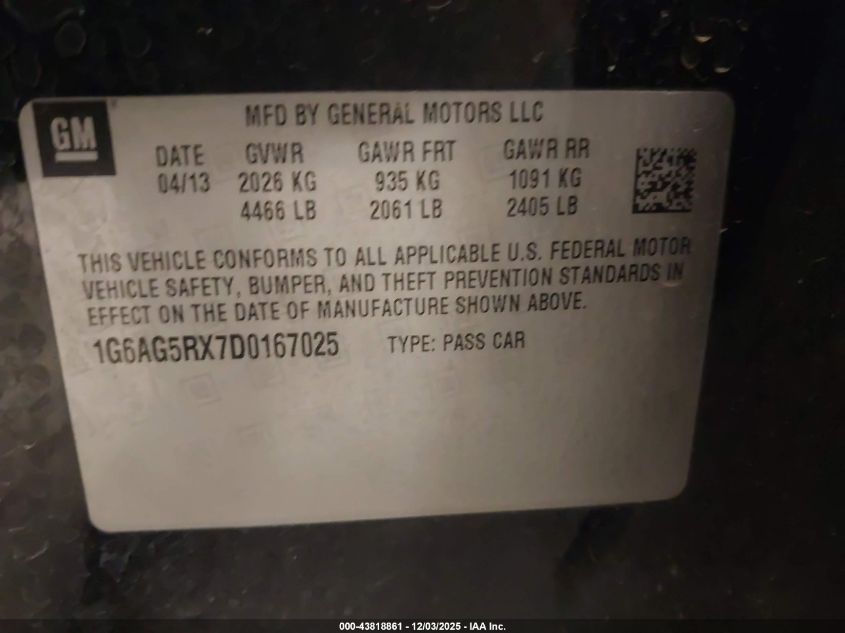 GM
MFD BY GENERAL MOTORS LLC
DATE GVWR GAWR FRT GAWR RR
04/13 2026 KG 935 KG 1091 KG
4466 LB 2061 LB 2405 LB
THIS VEHICLE CONFORMS TO ALL APPLICABLE U.S. FEDERAL MOTOR
VEHICLE SAFETY, BUMPER, AND THEFT PREVENTION STANDARDS IN
EFFECT ON THE DATE OF MANUFACTURE SHOWN ABOVE.
1G6AG5RX7D0167025 TYPE: PASS CAR
000-43818861 - 12/03/2025 - IAA Inc.